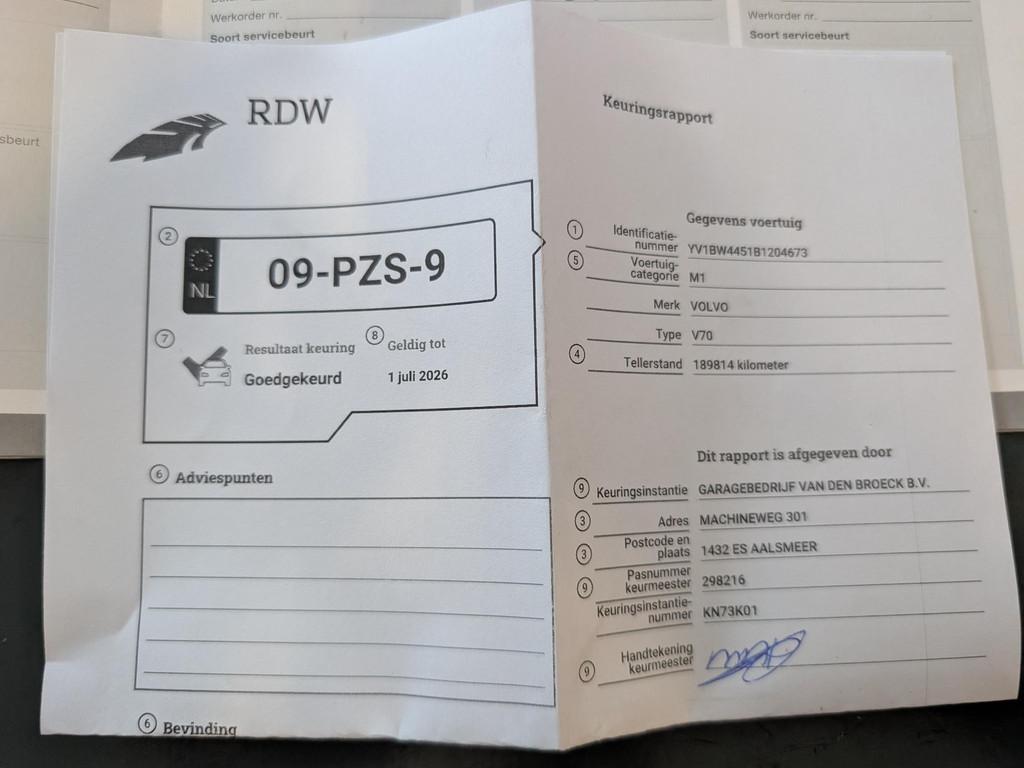 Werkorder nr.
Soort servicebeurt
Werkorder nr.
Soort servicebeurt
sbeurt
RDW
2
NL
09-PZS-9
7
Resultaat keuring
Goedgekeurd
8
Geldig tot
1 juli 2026
6 Adviespunten
6 Bevinding
Keuringsrapport
Gegevens voertuig
1 Identificatie-
nummer YV1BW4451B1204673
5 Voertuig-
categorie M1
Merk VOLVO
Type V70
4 Tellerstand 189814 kilometer
Dit rapport is afgegeven door
9 Keuringsinstantie GARAGEBEDRIJF VAN DEN BROECK B.V.
3 Adres MACHINEWEG 301
3 Postcode en
plaats 1432 ES AALSMEER
9 Pasnummer
keurmeester 298216
Keuringsinstantie-
nummer KN73K01
9 Handtekening
keurmeester